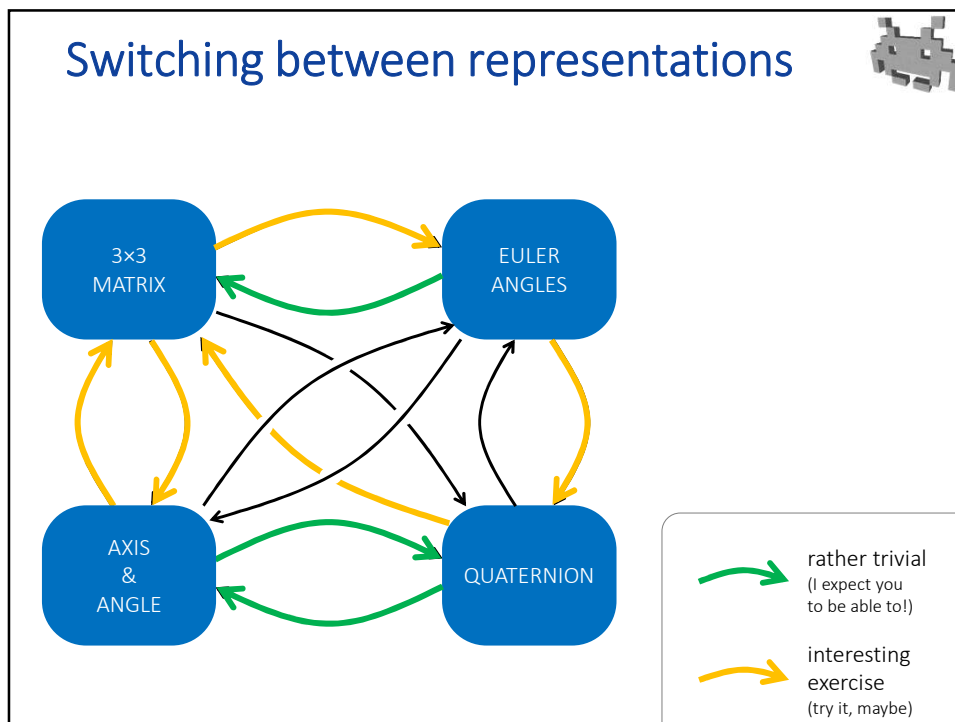 Switching between representations
3×3
MATRIX
EULER
ANGLES
AXIS
&
ANGLE
QUATERNION
rather trivial
(I expect you
to be able to!)
interesting
exercise
(try it, maybe)